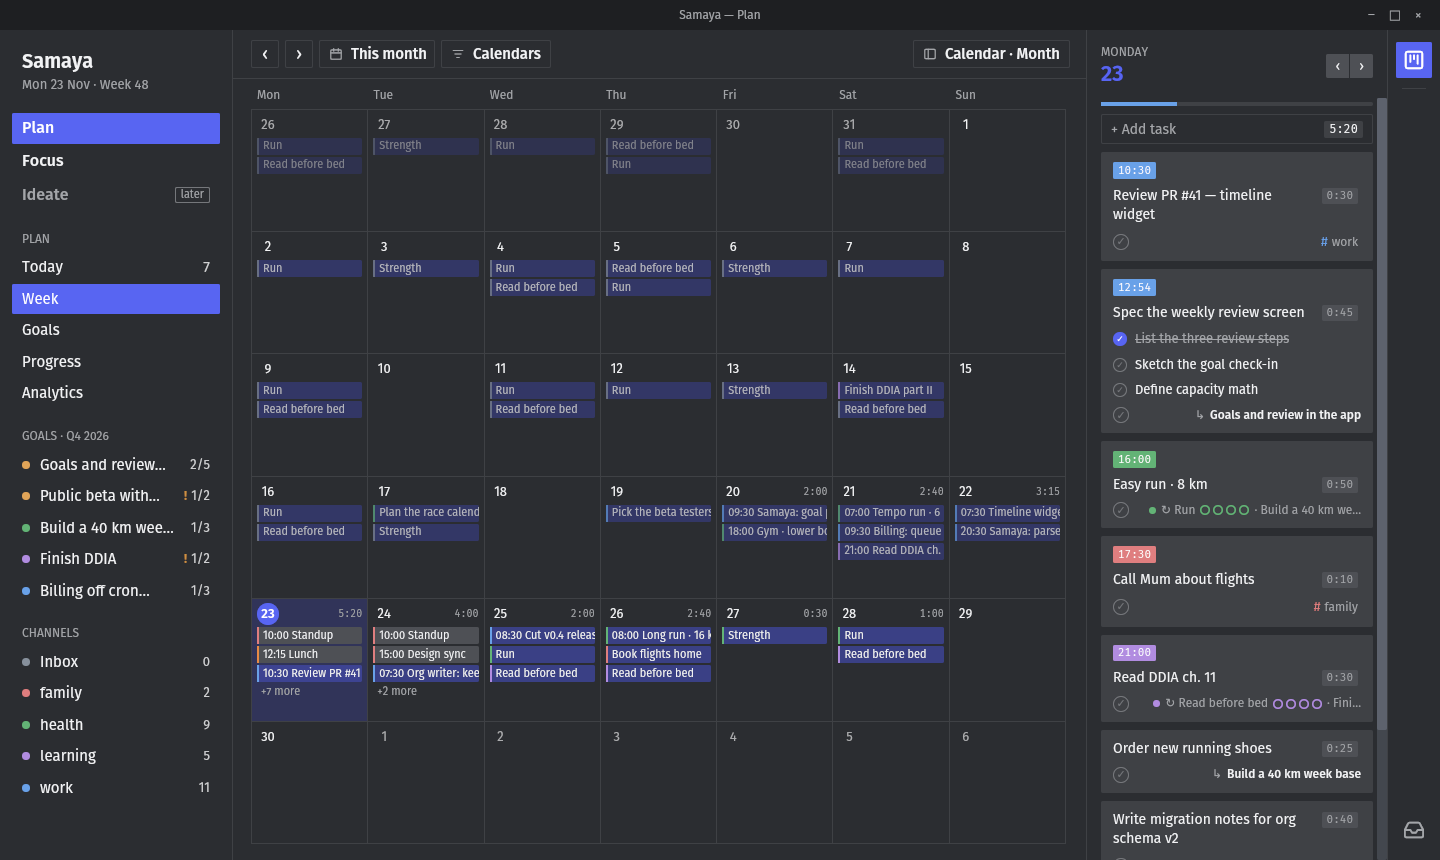 Samaya — Plan
Samaya
Mon 23 Nov · Week 48
Plan
Focus
Ideate later
PLAN
Today 7
Week
Goals
Progress
Analytics
GOALS · Q4 2026
Goals and review... 2/5
Public beta with... ! 1/2
Build a 40 km wee... 1/3
Finish DDIA ! 1/2
Billing off cron... 1/3
CHANNELS
Inbox 0
family 2
health 9
learning 5
work 11
‹ › This month Calendars Calendar · Month
Mon Tue Wed Thu Fri Sat Sun
26 27 28 29 30 31 1
Run Strength Run Read before bed Run
Read before bed Run Read before bed
2 3 4 5 6 7 8
Run Strength Run Read before bed Strength Run
Read before bed Run
9 10 11 12 13 14 15
Run Run Run Strength Finish DDIA part II
Read before bed Read before bed Read before bed
16 17 18 19 20 2:00 21 2:40 22 3:15
Run Plan the race calend Pick the beta testers 09:30 Samaya: goal 07:00 Tempo run · 6 07:30 Timeline widge
Read before bed Strength 18:00 Gym · lower bo 09:30 Billing: queue 20:30 Samaya: parse
21:00 Read DDIA ch.
23 5:20 24 4:00 25 2:00 26 2:40 27 0:30 28 1:00 29
10:00 Standup 10:00 Standup 08:30 Cut v0.4 releas 08:00 Long run · 16 k Strength Run
12:15 Lunch 15:00 Design sync Run Book flights home Read before bed
10:30 Review PR #41 07:30 Org writer: kee Read before bed Read before bed
+7 more +2 more
30 1 2 3 4 5 6
MONDAY
23
‹ ›
+ Add task 5:20
10:30
Review PR #41 — timeline 0:30
widget
# work
12:54
Spec the weekly review screen 0:45
List the three review steps
Sketch the goal check-in
Define capacity math
↳ Goals and review in the app
16:00
Easy run · 8 km 0:50
↻ Run · Build a 40 km we...
17:30
Call Mum about flights 0:10
# family
21:00
Read DDIA ch. 11 0:30
↻ Read before bed · Fini...
Order new running shoes 0:25
↳ Build a 40 km week base
Write migration notes for org 0:40
schema v2